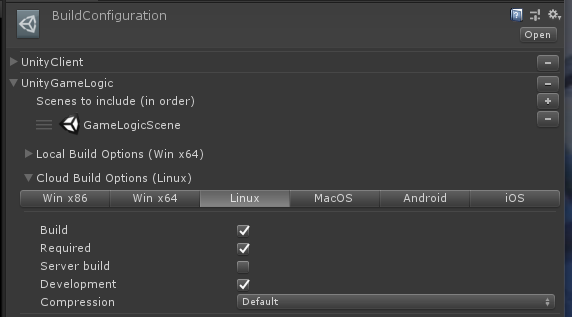 BuildConfiguration
Open
UnityClient
UnityGameLogic
Scenes to include (in order)
GameLogicScene
Local Build Options (Win x64)
Cloud Build Options (Linux)
Win x86 Win x64 Linux MacOS Android iOS
Build
Required
Server build
Development
Compression Default